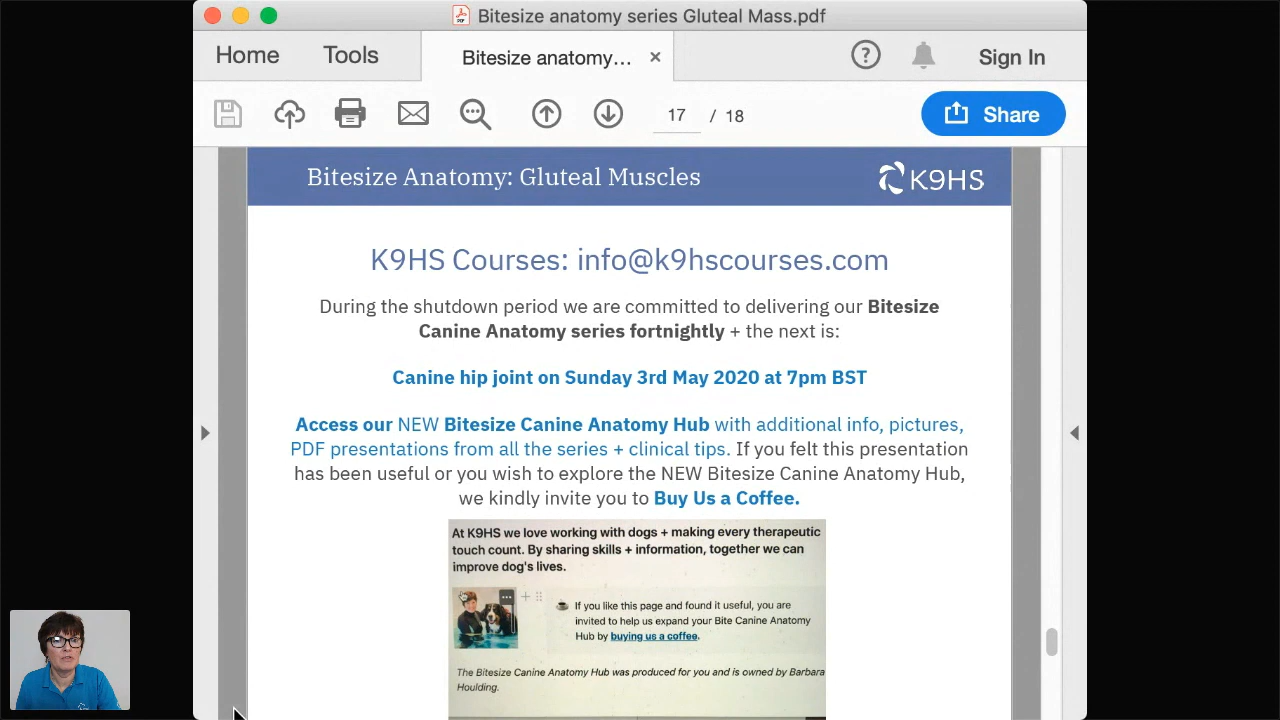 Bitesize anatomy series Gluteal Mass.pdf
Home Tools Bitesize anatomy... × ? Sign In
17 / 18 Share
Bitesize Anatomy: Gluteal Muscles K9HS
K9HS Courses: info@k9hscourses.com
During the shutdown period we are committed to delivering our Bitesize
Canine Anatomy series fortnightly + the next is:
Canine hip joint on Sunday 3rd May 2020 at 7pm BST
Access our NEW Bitesize Canine Anatomy Hub with additional info, pictures,
PDF presentations from all the series + clinical tips. If you felt this presentation
has been useful or you wish to explore the NEW Bitesize Canine Anatomy Hub,
we kindly invite you to Buy Us a Coffee.
At K9HS we love working with dogs + making every therapeutic
touch count. By sharing skills + information, together we can
improve dog's lives.
If you like this page and found it useful, you are
invited to help us expand your Bite Canine Anatomy
Hub by buying us a coffee.
The Bitesize Canine Anatomy Hub was produced for you and is owned by Barbara
Houlding.